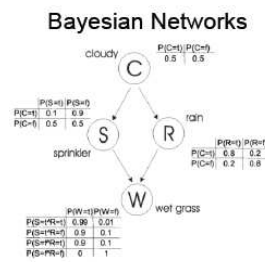 Bayesian Networks
cloudy
P(C=t) P(C=f)
0.5 0.5
C
P(S=t) P(S=f)
P(C=t) 0.1 0.9
P(C=f) 0.5 0.5
S
sprinkler
R
rain
P(R=t) P(R=f
P(C=t) 0.8 0.2
P(C=f) 0.2 0.8
W
wet grass
P(W=t) P(W=f)
P(S=t^R=t) 0.99 0.01
P(S=t^R=f) 0.9 0.1
P(S=f^R=t) 0.9 0.1
P(S=f^R=f) 0 1